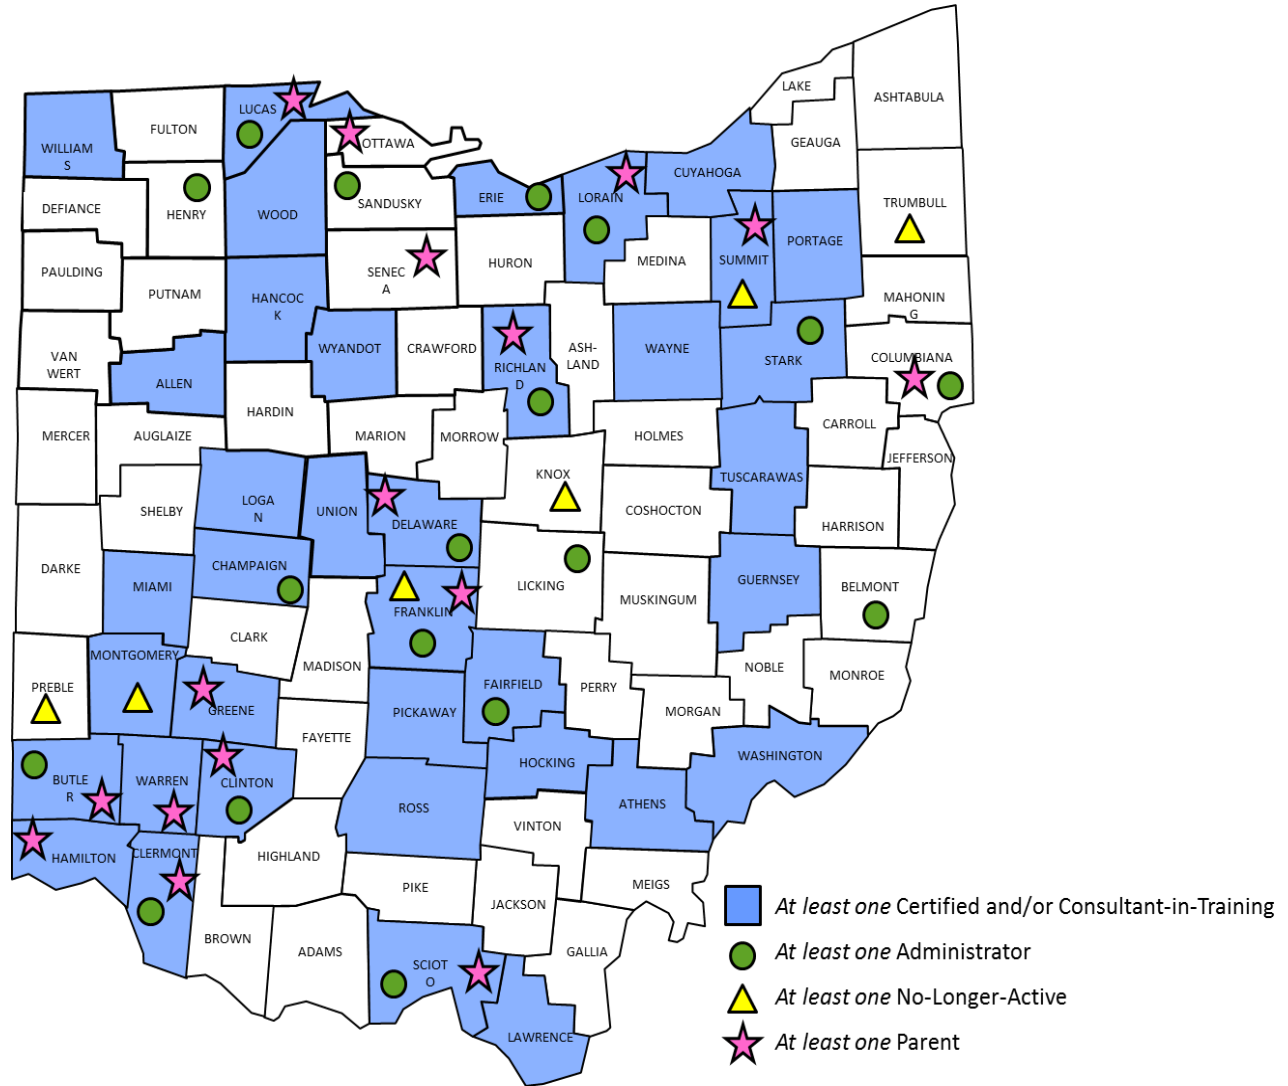 LAKE
ASHTABULA
LUCAS
FULTON
OTTAWA
GEAUGA
WILLIAM
S
CUYAHOGA
ERIE
LORAIN
SANDUSKY
TRUMBULL
DEFIANCE
HENRY
WOOD
PORTAGE
SUMMIT
MEDINA
HURON
SENEC
A
PAULDING
PUTNAM
HANCOC
K
MAHONIN
G
WYANDOT
CRAWFORD
ASH-
LAND
WAYNE
VAN
WERT
COLUMBIANA
STARK
RICHLAN
D
ALLEN
HARDIN
CARROLL
MERCER
AUGLAIZE
MARION
MORROW
HOLMES
JEFFERSON
KNOX
TUSCARAWAS
LOGA
N
SHELBY
UNION
COSHOCTON
DELAWARE
HARRISON
DARKE
CHAMPAIGN
MIAMI
LICKING
GUERNSEY
BELMONT
MUSKINGUM
FRANKLIN
CLARK
MONTGOMERY
MADISON
NOBLE
MONROE
PREBLE
FAIRFIELD
PERRY
GREENE
PICKAWAY
MORGAN
FAYETTE
WASHINGTON
HOCKING
BUTLE
R
WARREN
CLINTON
ROSS
ATHENS
VINTON
CLERMONT
HAMILTON
HIGHLAND
PIKE
MEIGS
JACKSON
BROWN
ADAMS
GALLIA
SCIOT
O
LAWRENCE
At least one Certified and/or Consultant-in-Training
At least one Administrator
At least one No-Longer-Active
At least one Parent